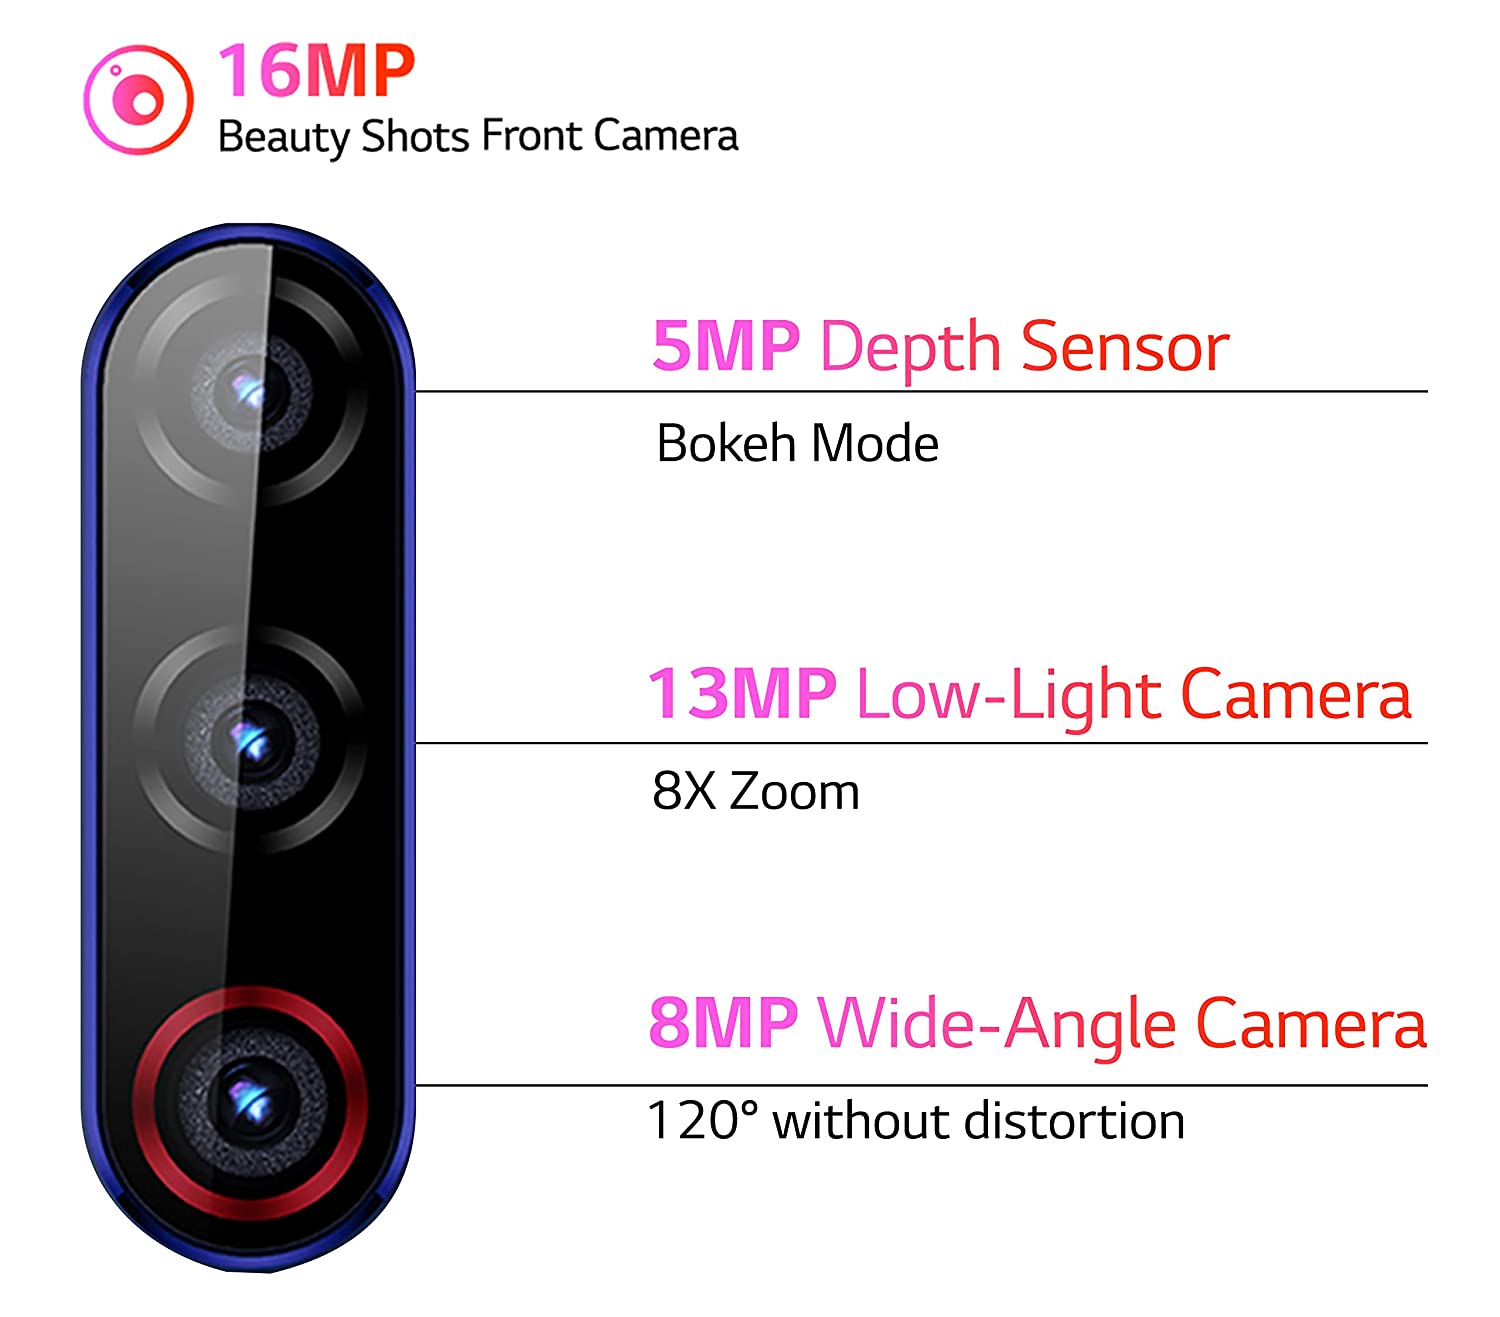 16MP
Beauty Shots Front Camera
5MP Depth Sensor
Bokeh Mode
13MP Low-Light Camera
8X Zoom
8MP Wide-Angle Camera
120° without distortion